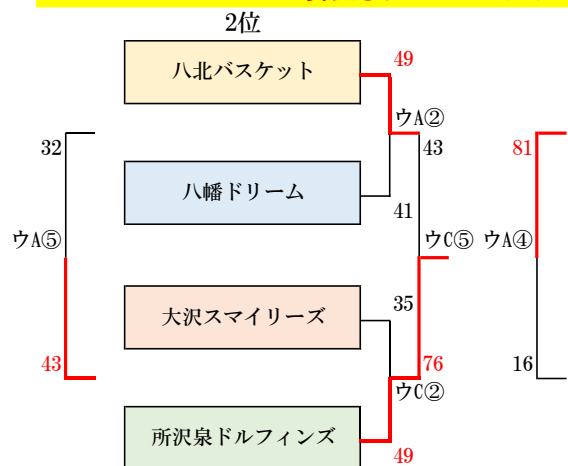 2位
八北バスケット
49
ウA②
32
43
81
八幡ドリーム
41
ウA⑤
ウC⑤
ウA④
35
大沢スマイリーズ
43
76
16
ウC②
所沢泉ドルフィンズ
49